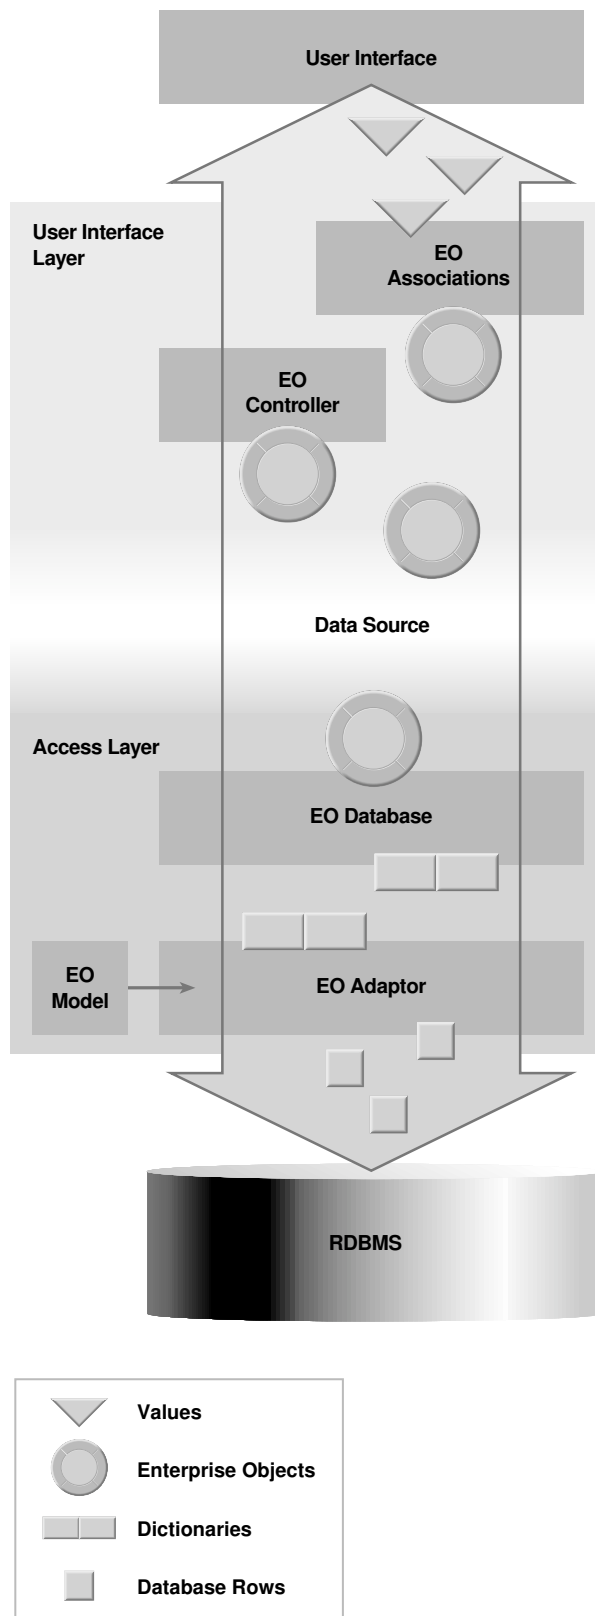 User Interface
User Interface
Layer
EO
Associations
EO
Controller
Data Source
Access Layer
EO Database
EO
Model
EO Adaptor
RDBMS
Values
Enterprise Objects
Dictionaries
Database Rows